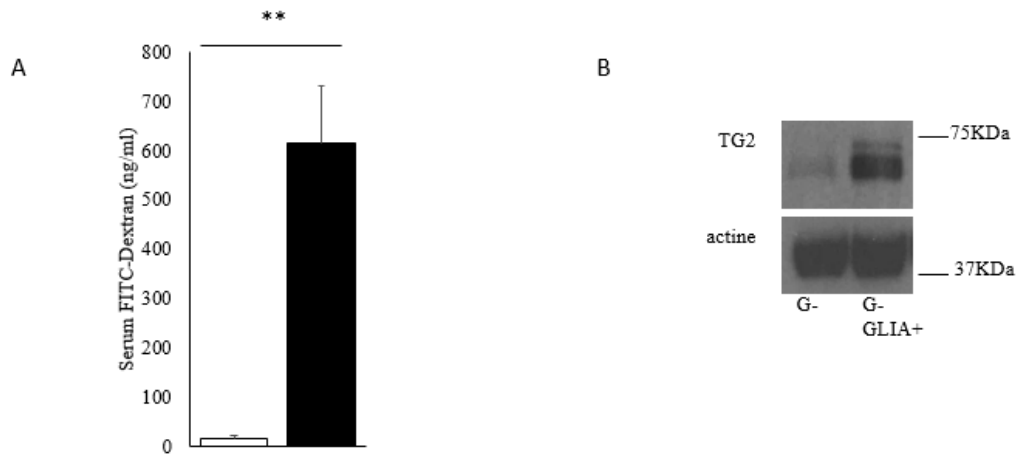 **
A
800
700
600
500
400
300
200
100
0
Serum FITC-Dextran (ng/ml)
B
TG2
75KDa
actine
37KDa
G-
G-
GLIA+